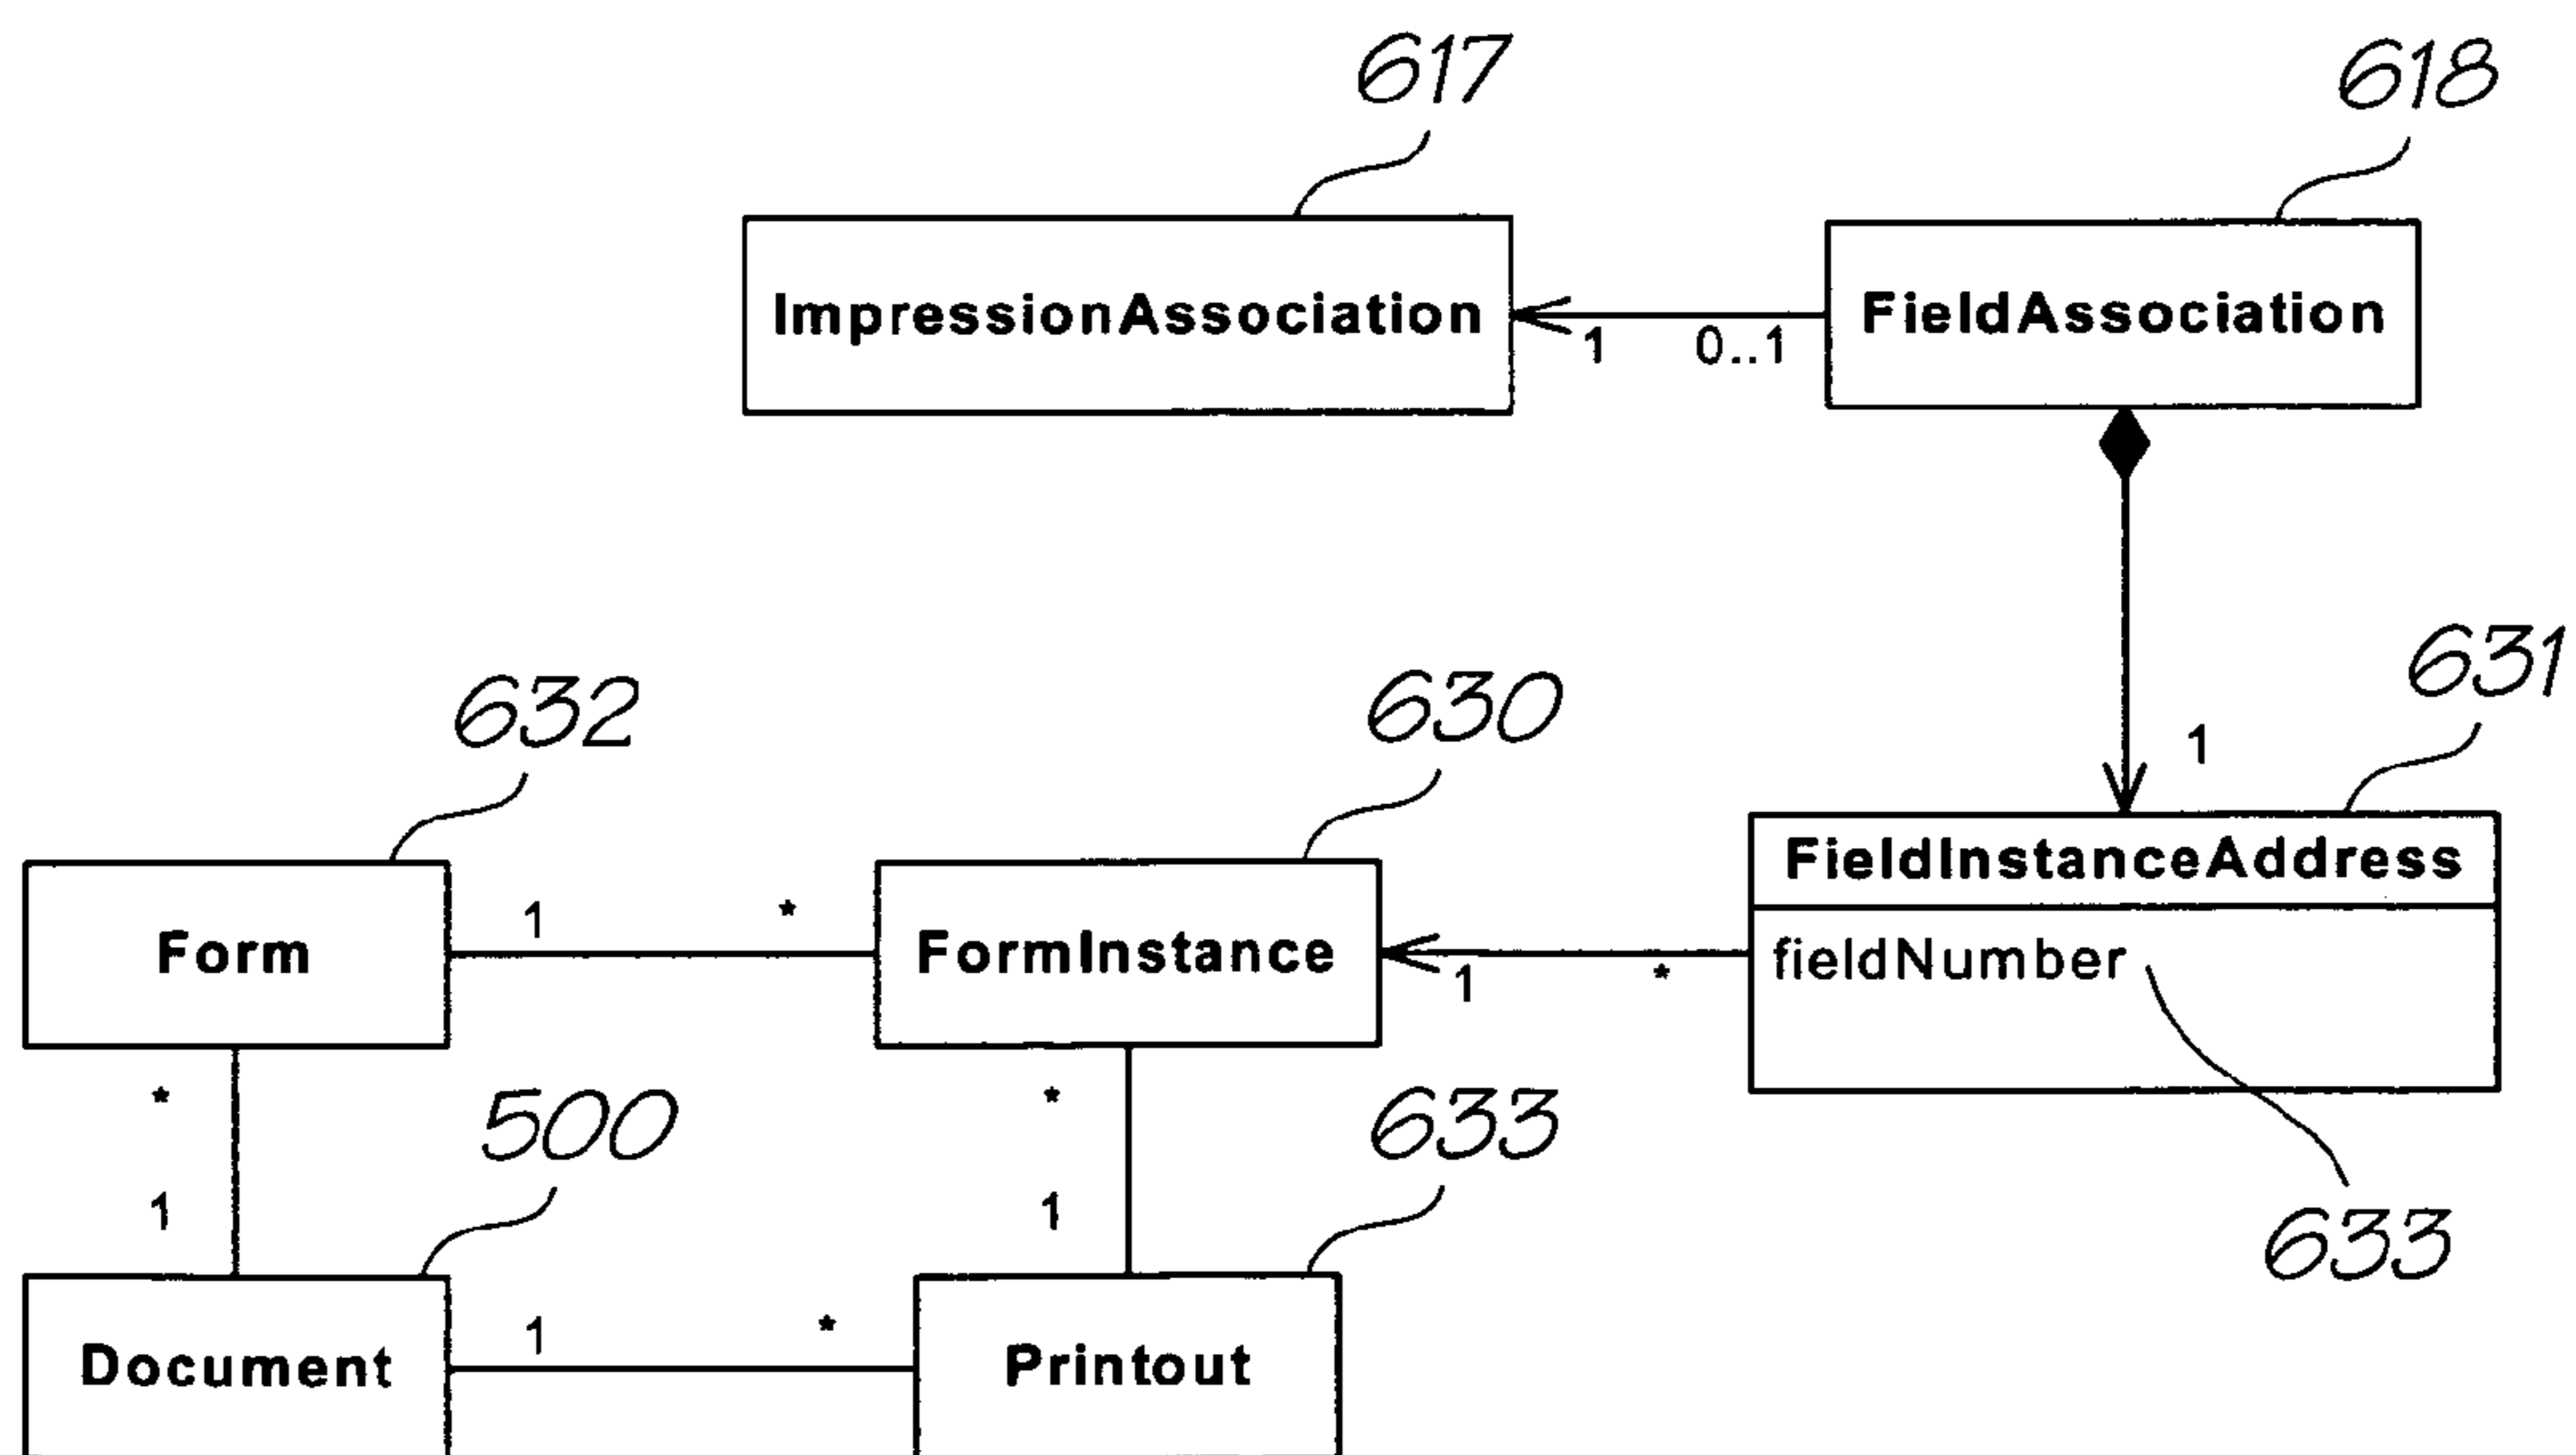 617
618
ImpressionAssociation
1
0..1
FieldAssociation
1
632
630
631
Form
1
*
FormInstance
1
*
FieldInstanceAddress
fieldNumber
*
1
500
*
1
633
633
Document
1
*
Printout